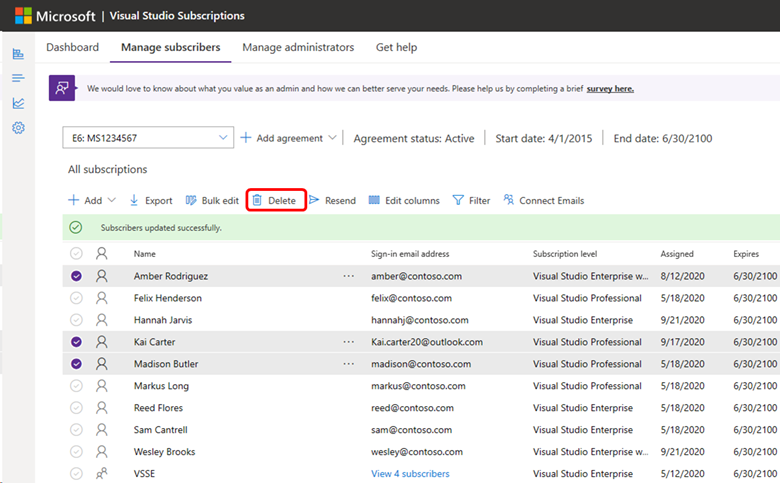 Microsoft | Visual Studio Subscriptions
Dashboard Manage subscribers Manage administrators Get help
We would love to know about what you value as an admin and how we can better serve your needs. Please help us by completing a brief survey here.
E6: MS1234567 Add agreement Agreement status: Active Start date: 4/1/2015 End date: 6/30/2100
All subscriptions
Add Export Bulk edit Delete Resend Edit columns Filter Connect Emails
Subscribers updated successfully.
Name Sign-in email address Subscription level Assigned Expires
Amber Rodriguez ··· amber@contoso.com Visual Studio Enterprise w... 8/12/2020 6/30/2100
Felix Henderson felix@contoso.com Visual Studio Professional 5/18/2020 6/30/2100
Hannah Jarvis hannahj@contoso.com Visual Studio Enterprise 9/21/2020 6/30/2100
Kai Carter ··· Kai.carter20@outlook.com Visual Studio Professional 9/17/2020 6/30/2100
Madison Butler ··· madison@contoso.com Visual Studio Professional 5/18/2020 6/30/2100
Markus Long markus@contoso.com Visual Studio Professional 5/18/2020 6/30/2100
Reed Flores reed@contoso.com Visual Studio Enterprise 5/18/2020 6/30/2100
Sam Cantrell sam@contoso.com Visual Studio Enterprise 5/18/2020 6/30/2100
Wesley Brooks wesley@contoso.com Visual Studio Enterprise w... 9/21/2020 6/30/2100
VSSE View 4 subscribers Visual Studio Enterprise 5/12/2020 6/30/2100